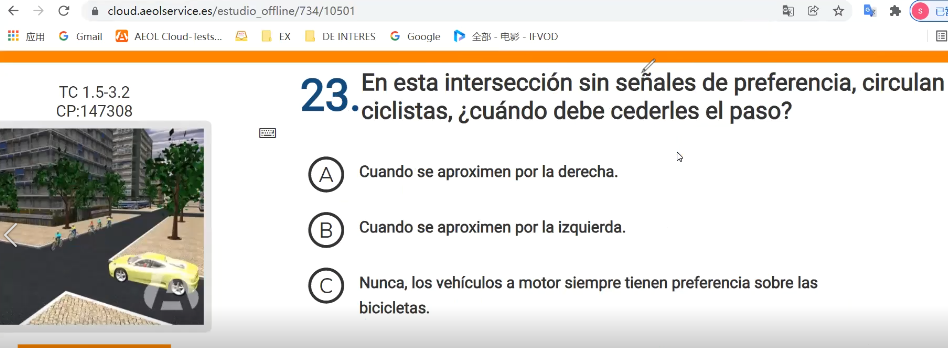 cloud.aeolservice.es/estudio_offline/734/10501
应用 Gmail AEOL Cloud-Tests... EX DE INTERES Google 全部 - 电影 - IFVOD
TC 1.5-3.2
CP:147308
23. En esta intersección sin señales de preferencia, circulan
ciclistas, ¿cuándo debe cederles el paso?
A Cuando se aproximen por la derecha.
B Cuando se aproximen por la izquierda.
C Nunca, los vehículos a motor siempre tienen preferencia sobre las
bicicletas.